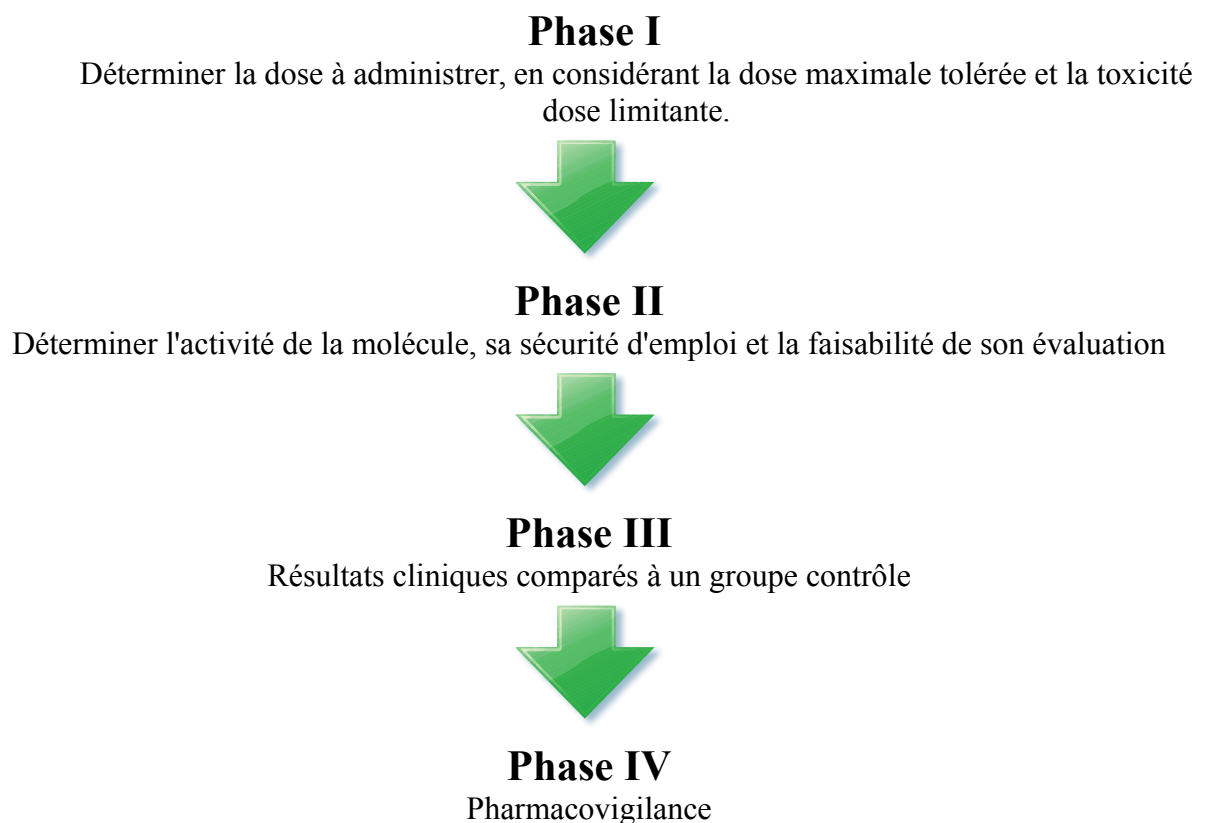 Phase I
Déterminer la dose à administrer, en considérant la dose maximale tolérée et la toxicité
dose limitante.
Phase II
Déterminer l'activité de la molécule, sa sécurité d'emploi et la faisabilité de son évaluation
Phase III
Résultats cliniques comparés à un groupe contrôle
Phase IV
Pharmacovigilance